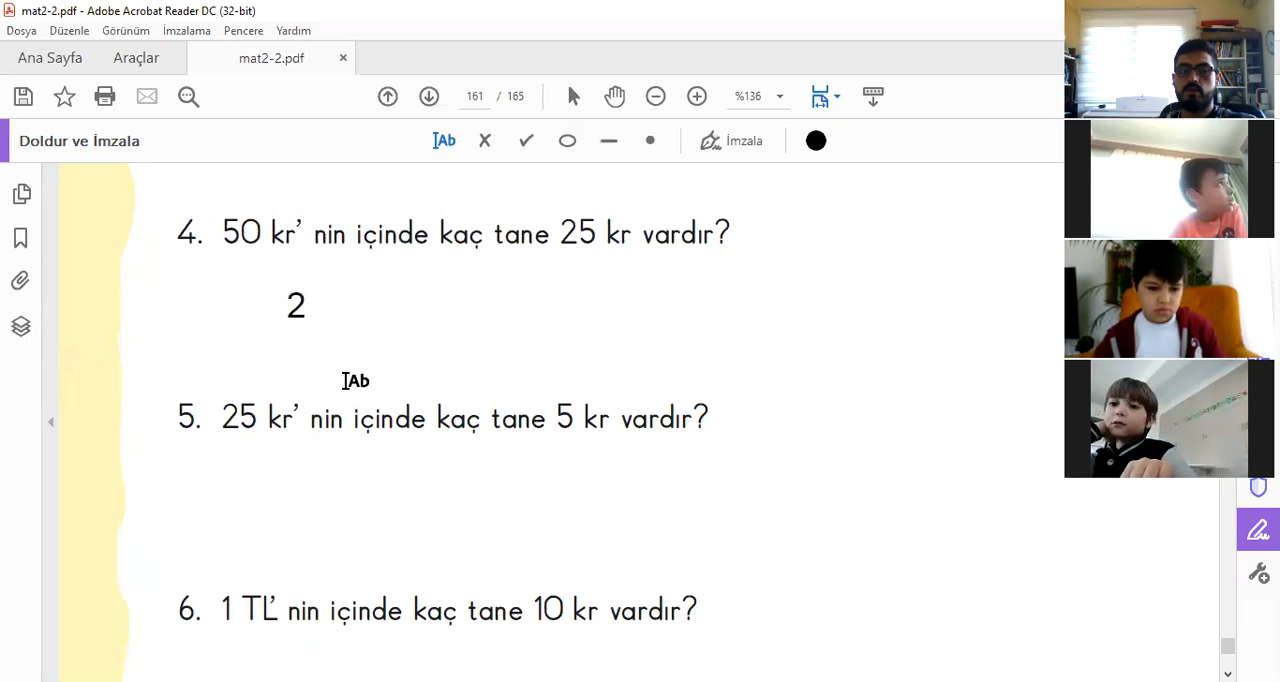 mat2-2.pdf - Adobe Acrobat Reader DC (32-bit)
Dosya Düzenle Görünüm İmzalama Pencere Yardım
Ana Sayfa Araçlar mat2-2.pdf ×
161 / 165 %136
Doldur ve İmzala Ab İmzala
4. 50 kr’ nin içinde kaç tane 25 kr vardır?
2
Ab
5. 25 kr’ nin içinde kaç tane 5 kr vardır?
6. 1 TL’ nin içinde kaç tane 10 kr vardır?